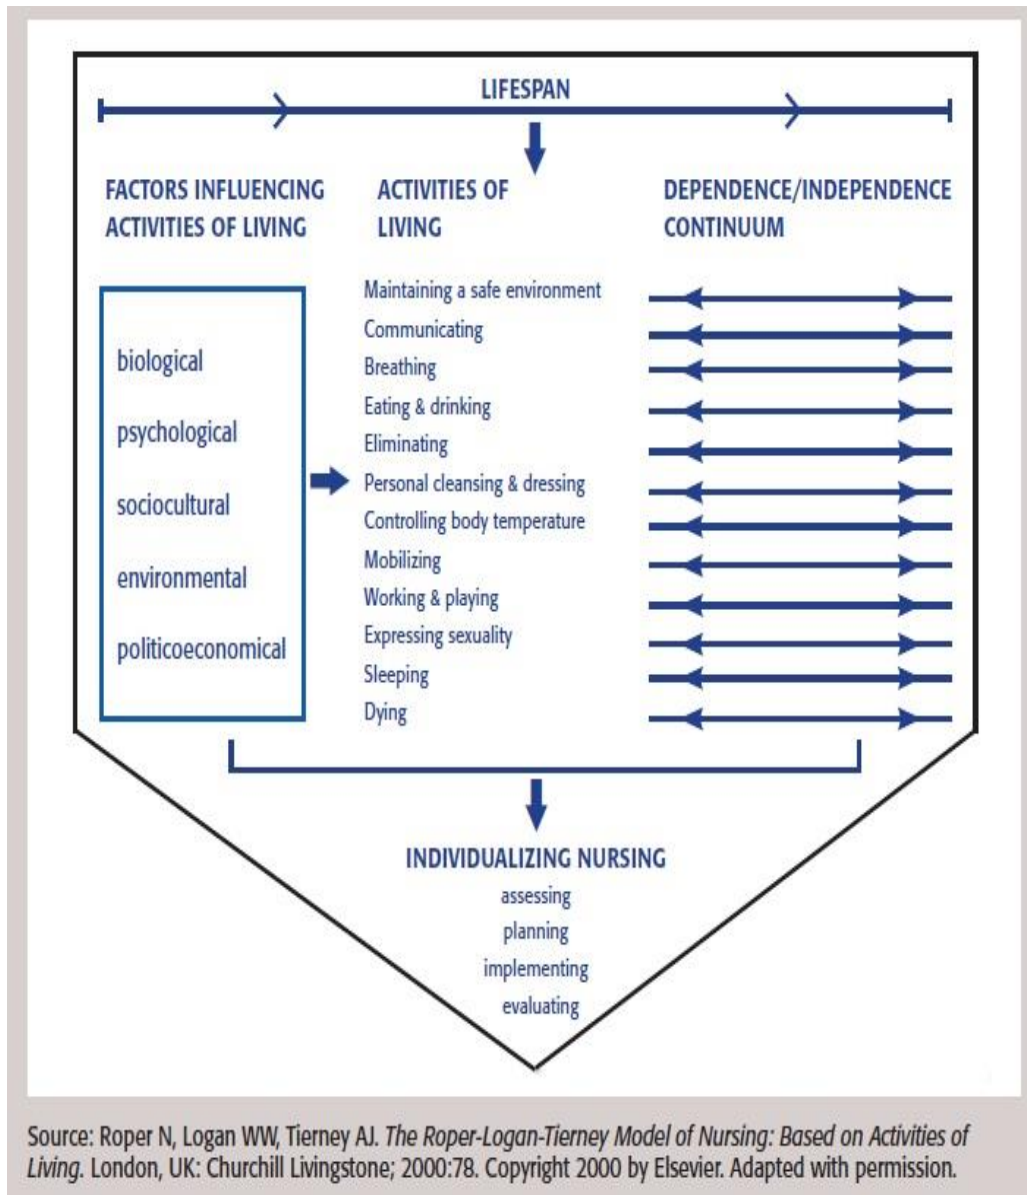 LIFESPAN
FACTORS INFLUENCING
ACTIVITIES OF LIVING
biological
psychological
sociocultural
environmental
politicoeconomical
ACTIVITIES OF
LIVING
Maintaining a safe environment
Communicating
Breathing
Eating & drinking
Eliminating
Personal cleansing & dressing
Controlling body temperature
Mobilizing
Working & playing
Expressing sexuality
Sleeping
Dying
DEPENDENCE/INDEPENDENCE
CONTINUUM
INDIVIDUALIZING NURSING
assessing
planning
implementing
evaluating
Source: Roper N, Logan WW, Tierney AJ. The Roper-Logan-Tierney Model of Nursing: Based on Activities of
Living. London, UK: Churchill Livingstone; 2000:78. Copyright 2000 by Elsevier. Adapted with permission.